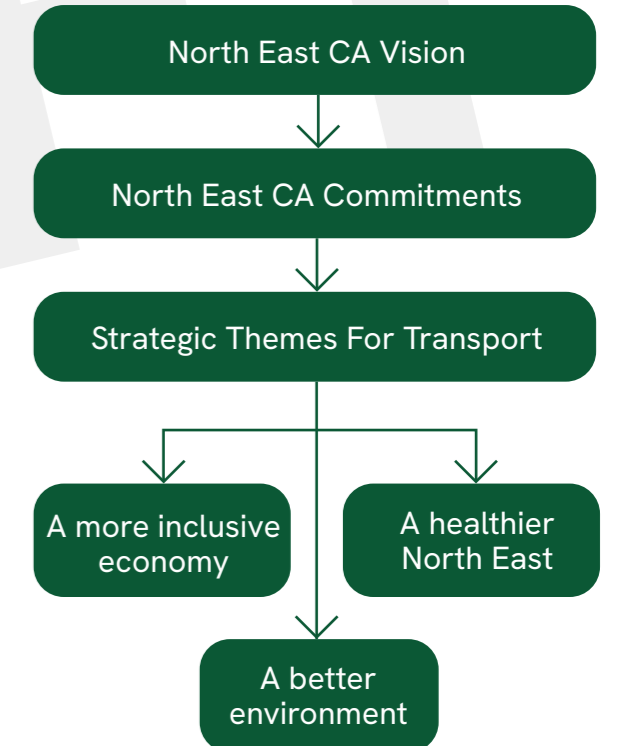 North East CA Vision
North East CA Commitments
Strategic Themes For Transport
A more inclusive
economy
A healthier
North East
A better
environment